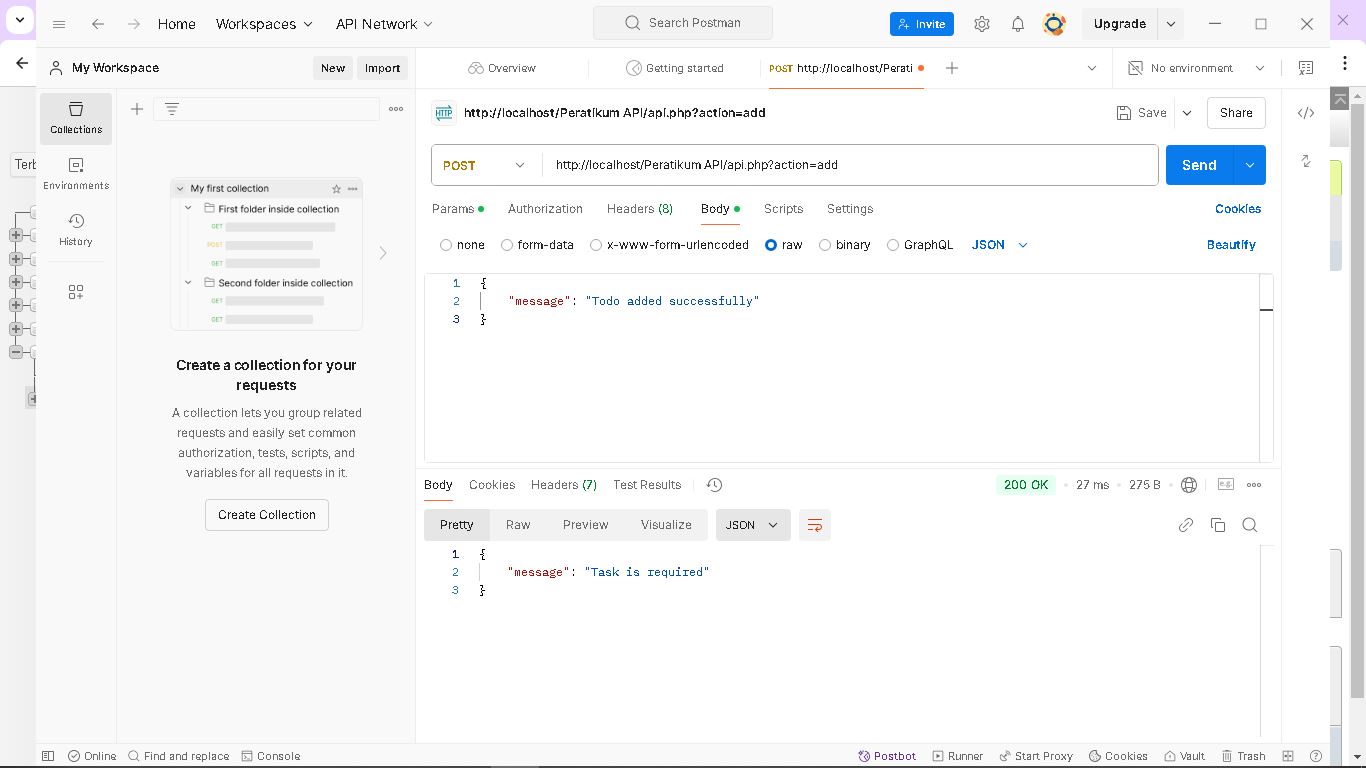 Home
Workspaces
API Network
Search Postman
Invite
Upgrade
My Workspace
New
Import
Overview
Getting started
POST http://localhost/Perati
No environment
Collections
Environments
History
http://localhost/Peratikum API/api.php?action=add
Save
Share
POST
http://localhost/Peratikum API/api.php?action=add
Send
Params
Authorization
Headers (8)
Body
Scripts
Settings
Cookies
none
form-data
x-www-form-urlencoded
raw
binary
GraphQL
JSON
Beautify
1 {
2 "message": "Todo added successfully"
3 }
My first collection
First folder inside collection
GET
POST
GET
Second folder inside collection
GET
GET
Create a collection for your
requests
A collection lets you group related
requests and easily set common
authorization, tests, scripts, and
variables for all requests in it.
Create Collection
Body
Cookies
Headers (7)
Test Results
200 OK
27 ms
275 B
e.g.
Pretty
Raw
Preview
Visualize
JSON
1 {
2 "message": "Task is required"
3 }
Online
Find and replace
Console
Postbot
Runner
Start Proxy
Cookies
Vault
Trash
HTTP
Terb